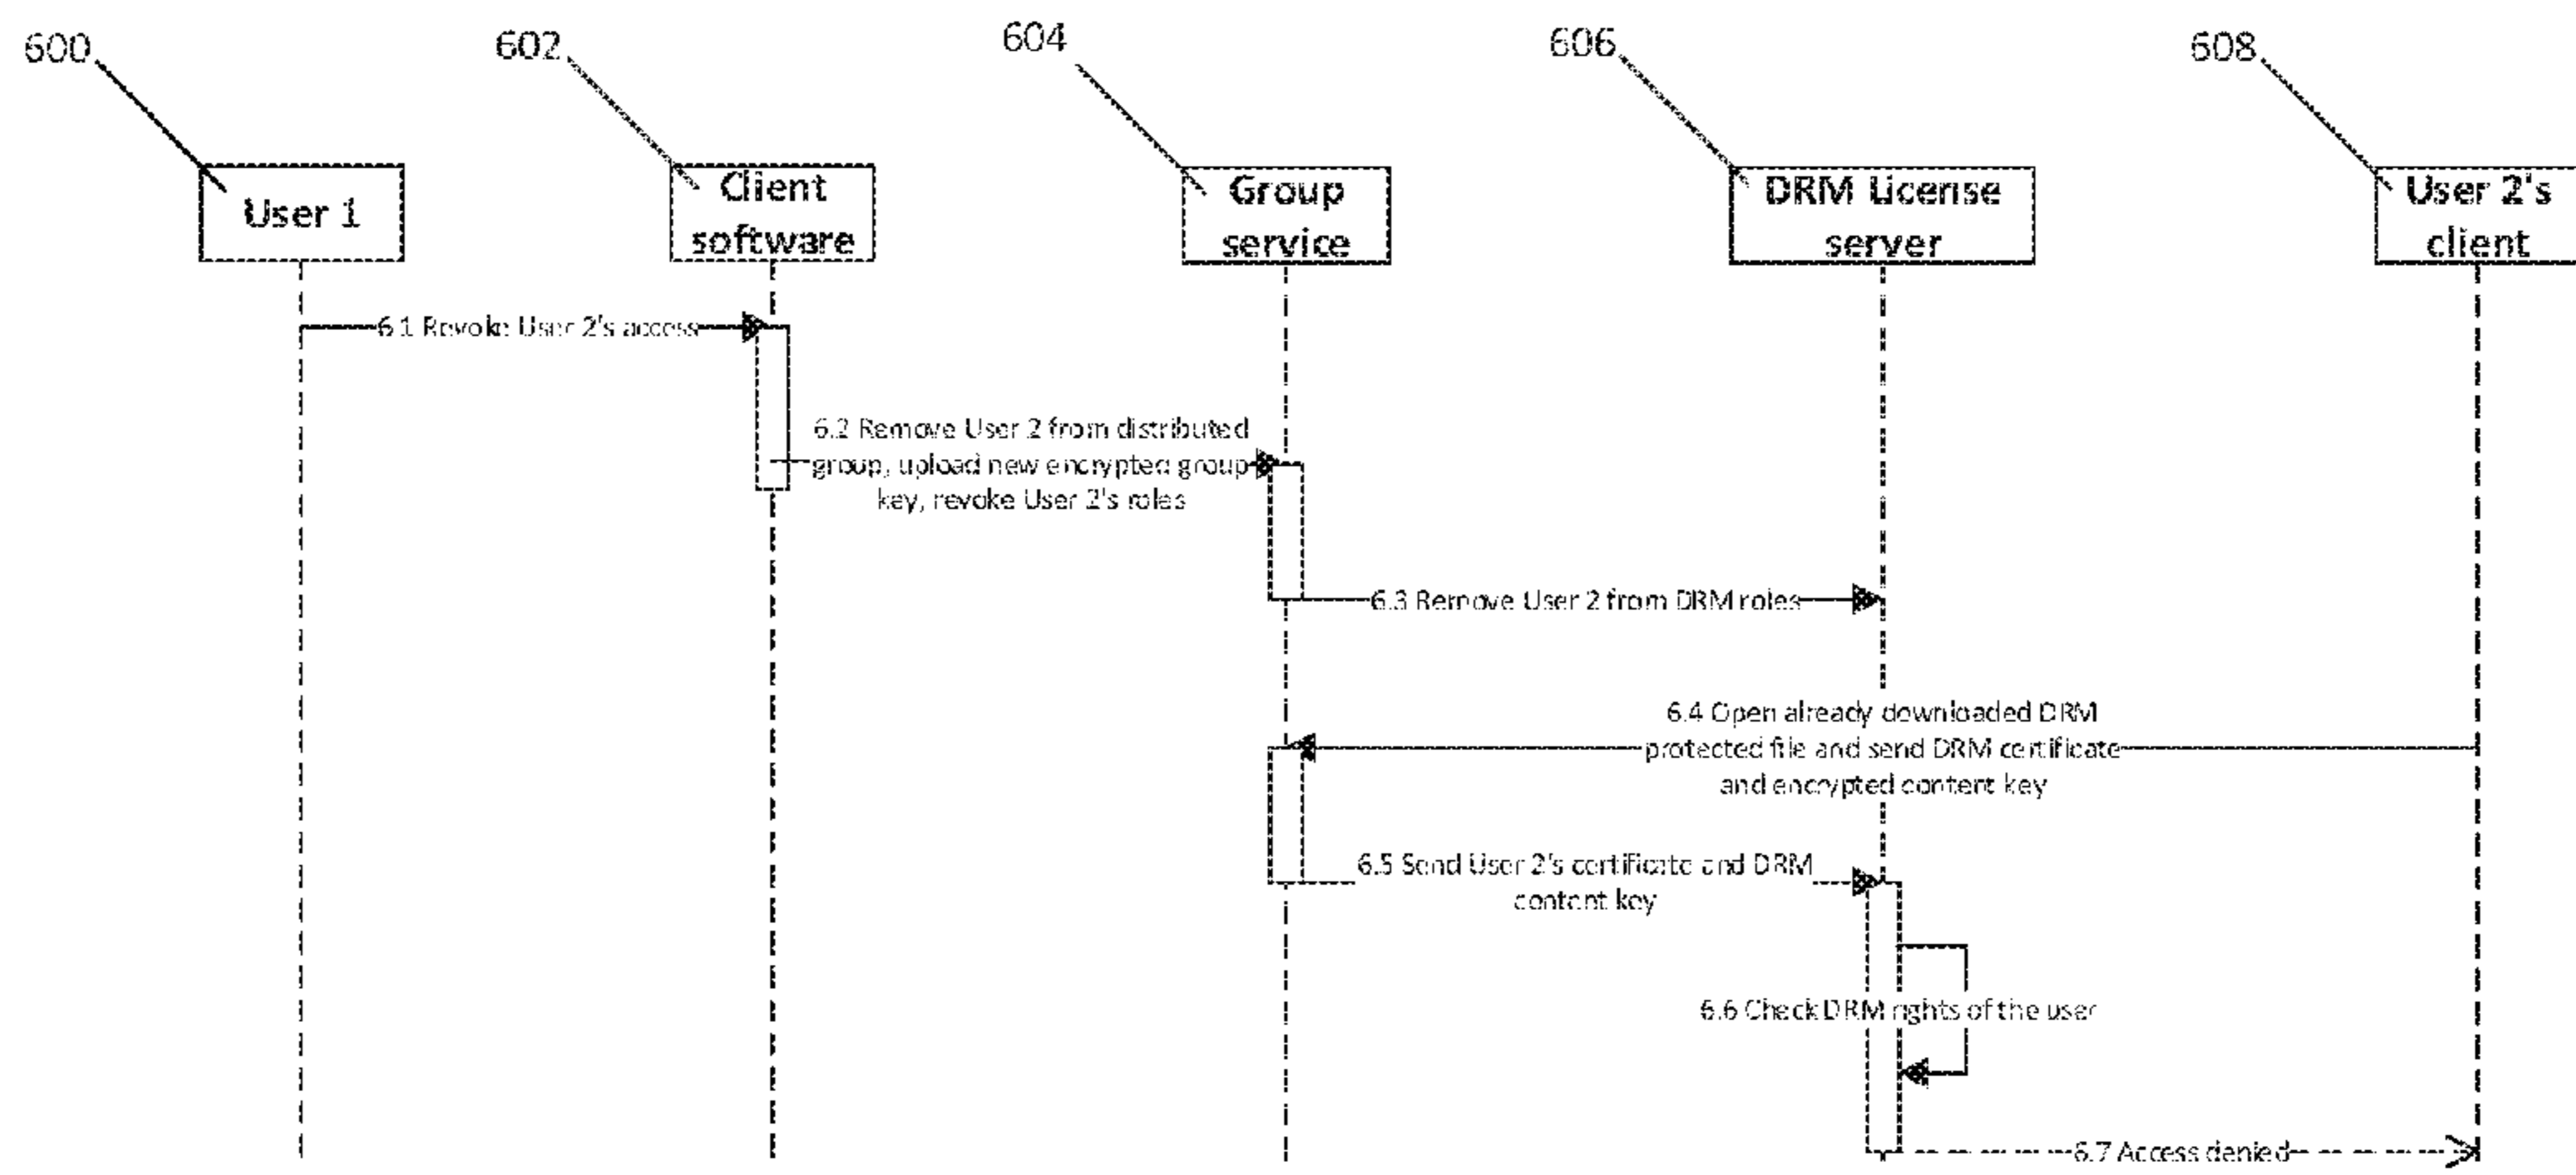 600
602
604
606
608
User 1
Client
software
Group
service
DRM License
server
User 2's
client
6.1 Revoke User 2's access
6.2 Remove User 2 from distributed
group, upload new encrypted group
key, revoke User 2's roles
6.3 Remove User 2 from DRM roles
6.4 Open already downloaded DRM
protected file and send DRM certificate
and encrypted content key
6.5 Send User 2's certificate and DRM
content key
6.6 Check DRM rights of the user
6.7 Access denied